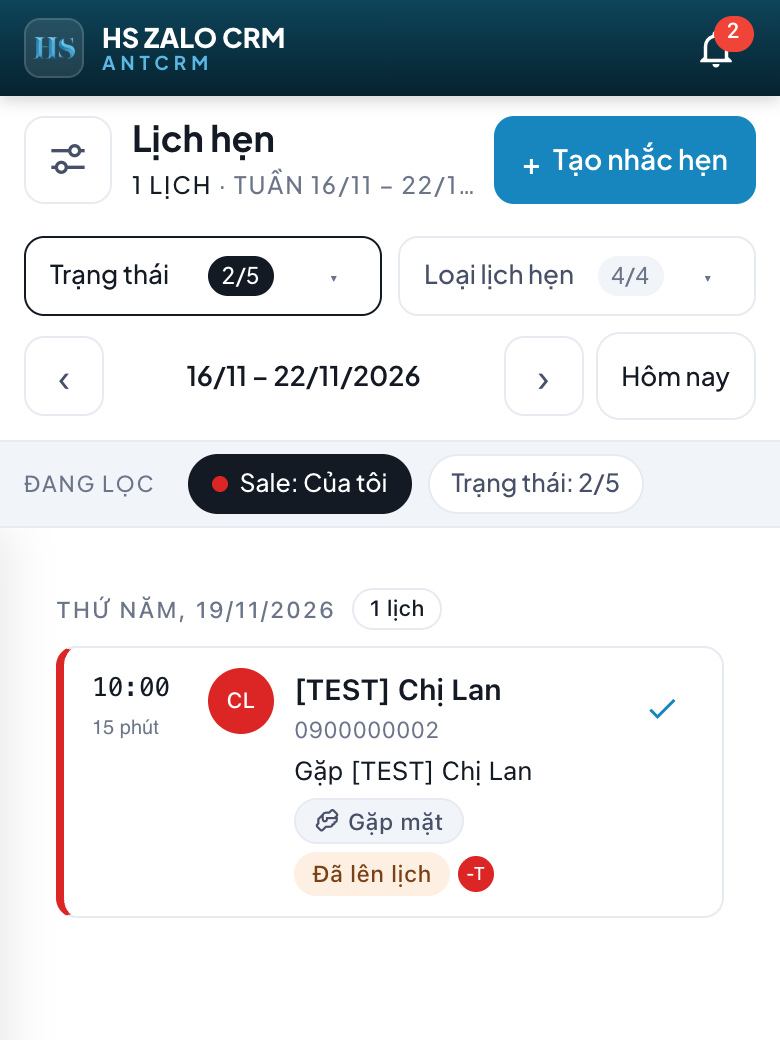 HS
HS ZALO CRM
ANTCRM
2
Lịch hẹn
1 LỊCH · TUẦN 16/11 – 22/1…
+ Tạo nhắc hẹn
Trạng thái 2/5 ▾
Loại lịch hẹn 4/4 ▾
‹ 16/11 – 22/11/2026 › Hôm nay
ĐANG LỌC Sale: Của tôi Trạng thái: 2/5
THỨ NĂM, 19/11/2026 1 lịch
10:00
15 phút
CL
[TEST] Chị Lan
0900000002
Gặp [TEST] Chị Lan
Gặp mặt
Đã lên lịch -T